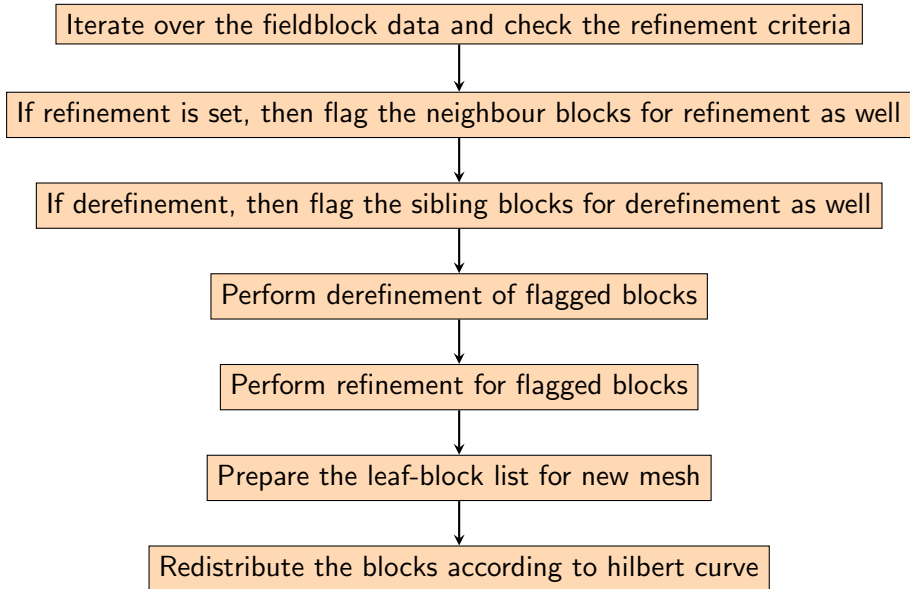 Iterate over the fieldblock data and check the refinement criteria
If refinement is set, then flag the neighbour blocks for refinement as well
If derefinement, then flag the sibling blocks for derefinement as well
Perform derefinement of flagged blocks
Perform refinement for flagged blocks
Prepare the leaf-block list for new mesh
Redistribute the blocks according to hilbert curve